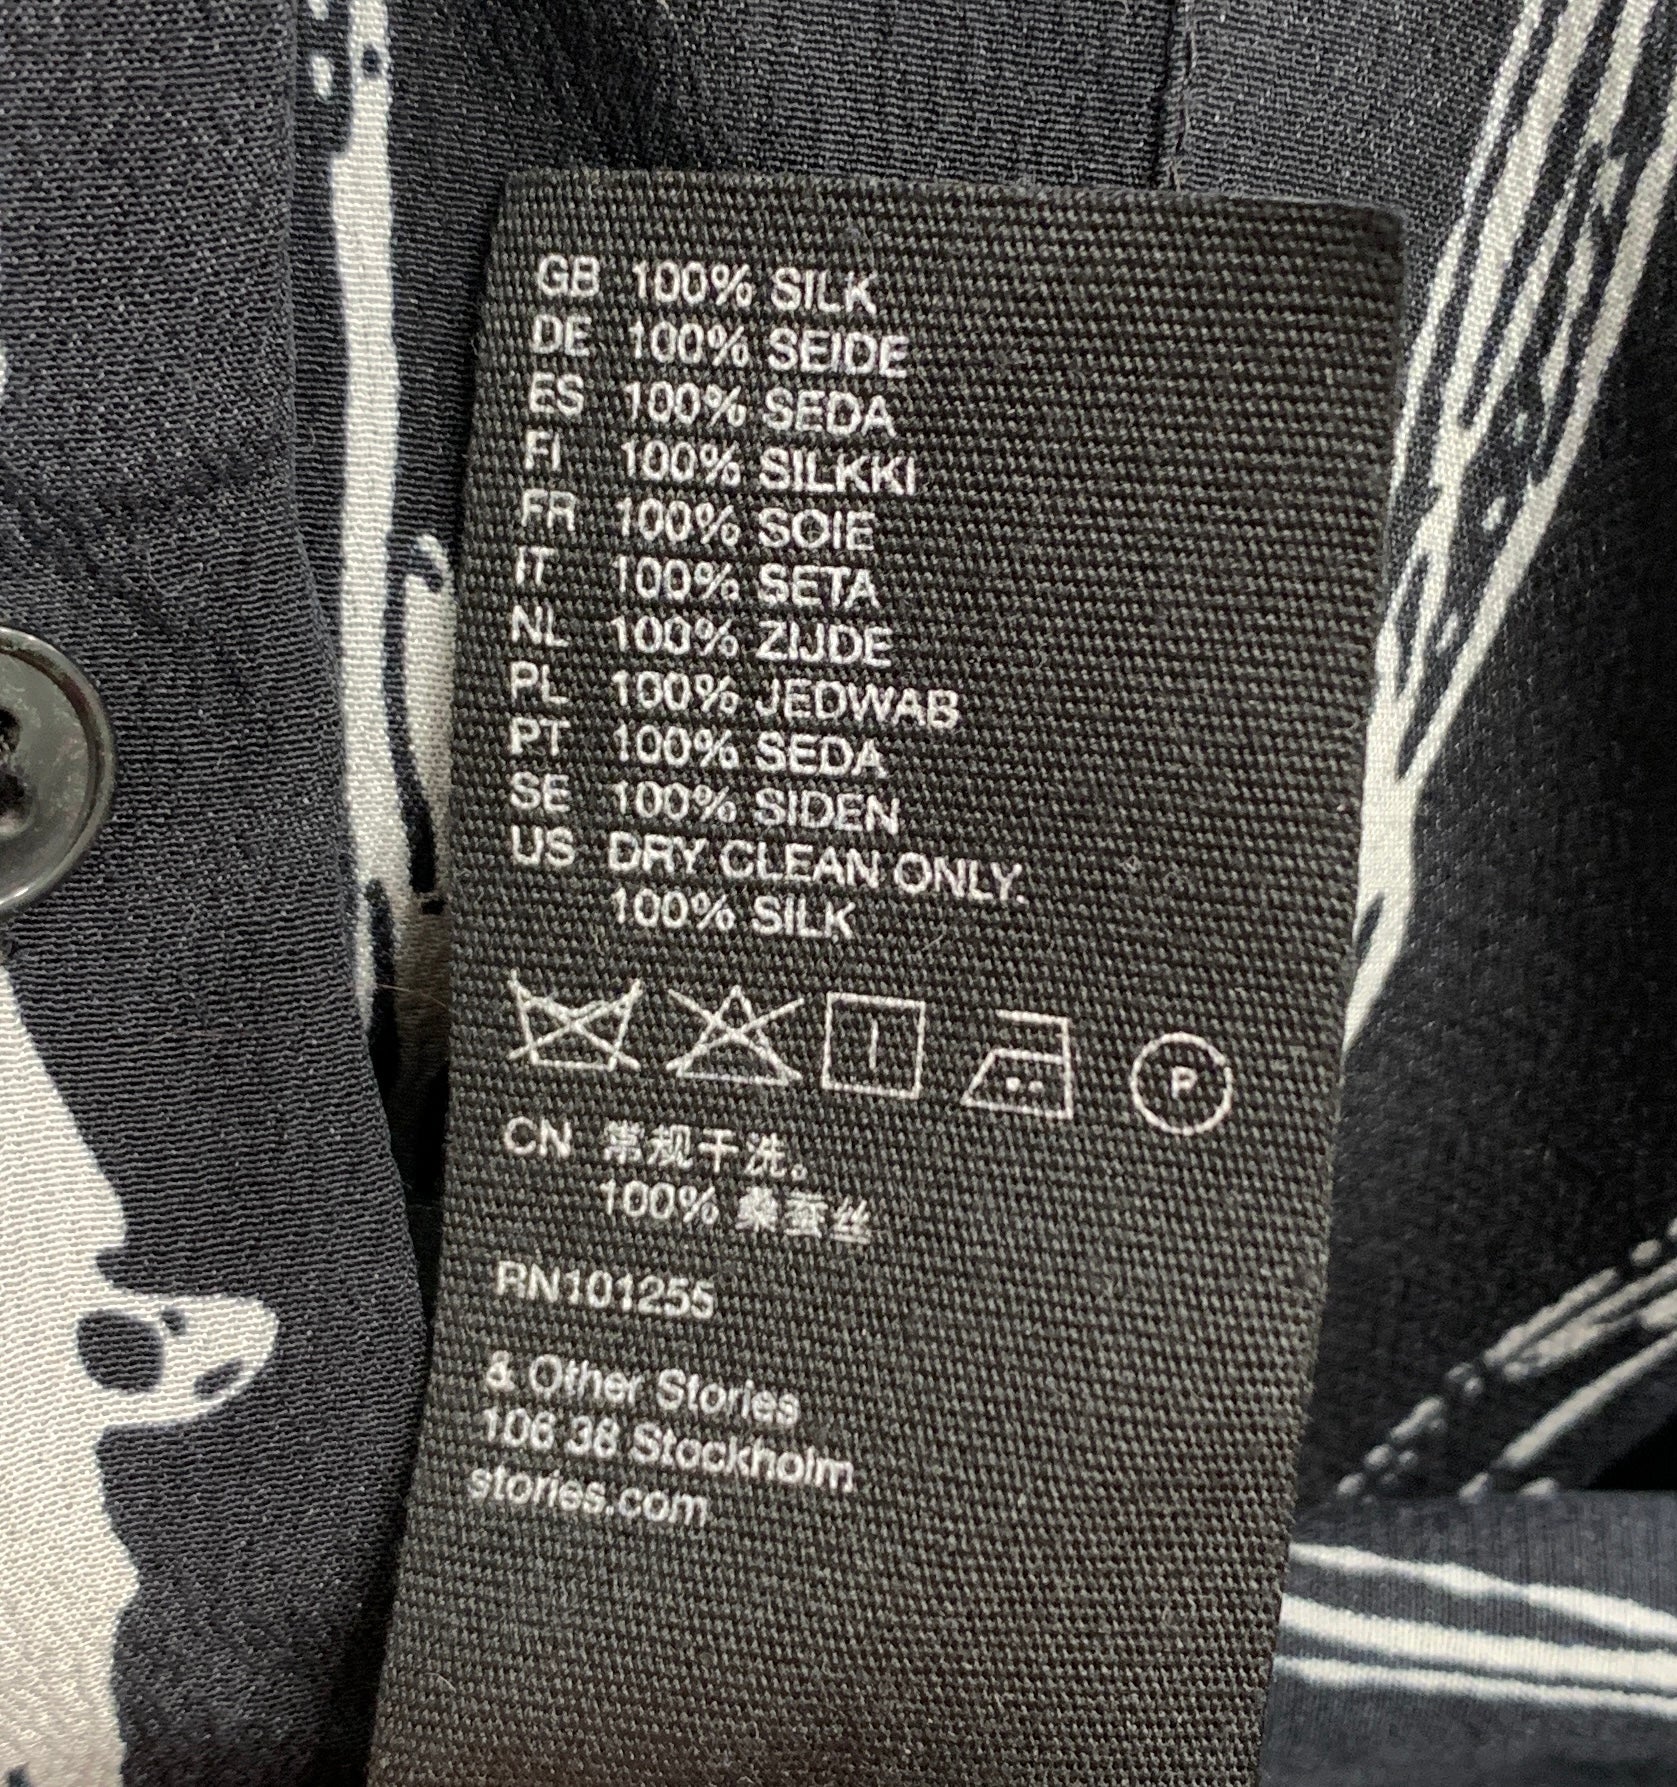 GB 100% SILK
DE 100% SEIDE
ES 100% SEDA
FI 100% SILKKI
FR 100% SOIE
IT 100% SETA
NL 100% ZIJDE
PL 100% JEDWAB
PT 100% SEDA
SE 100% SIDEN
US DRY CLEAN ONLY.
100% SILK
P
CN 常规干洗。
100% 桑蚕丝
RN101255
& Other Stories
106 38 Stockholm
stories.com